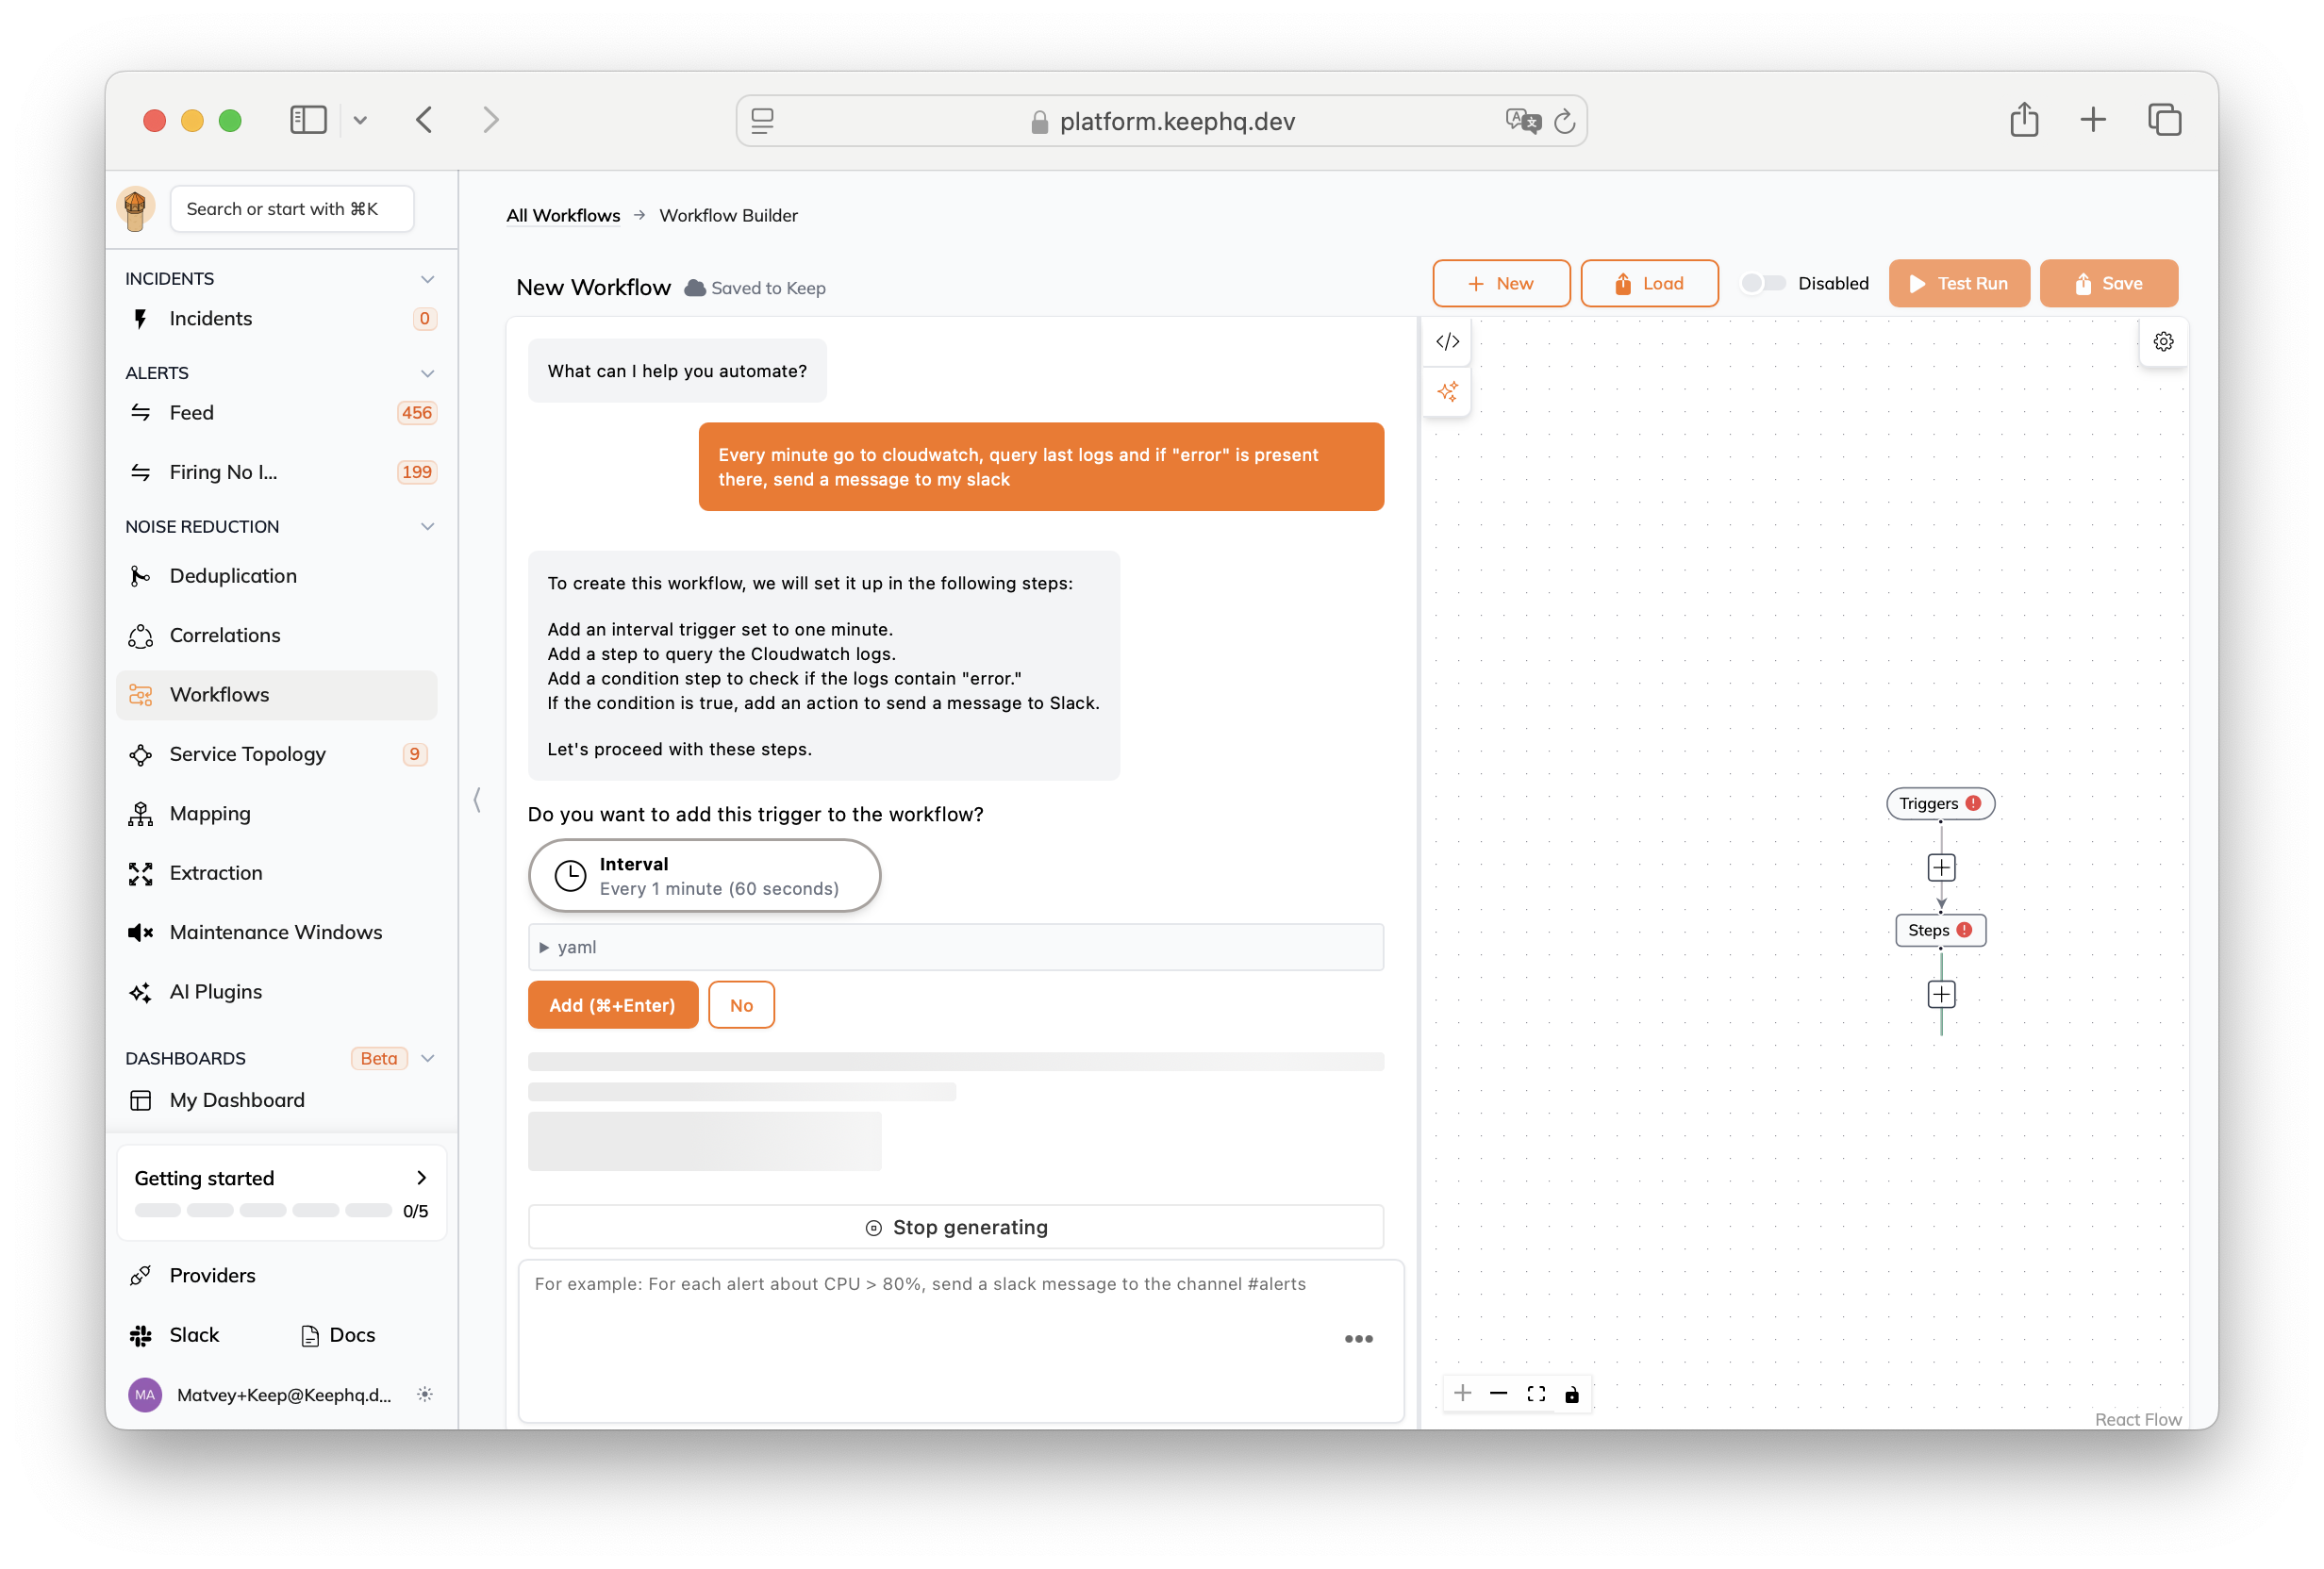 platform.keephq.dev
Search or start with ⌘K
INCIDENTS
Incidents
0
ALERTS
Feed
456
Firing No I...
199
NOISE REDUCTION
Deduplication
Correlations
Workflows
Service Topology
9
Mapping
Extraction
Maintenance Windows
AI Plugins
DASHBOARDS
Beta
My Dashboard
Getting started
0/5
Providers
Slack
Docs
MA
Matvey+Keep@Keephq.d...
All Workflows → Workflow Builder
New Workflow
Saved to Keep
New
Load
Disabled
Test Run
Save
What can I help you automate?
Every minute go to cloudwatch, query last logs and if "error" is present
there, send a message to my slack
To create this workflow, we will set it up in the following steps:
Add an interval trigger set to one minute.
Add a step to query the Cloudwatch logs.
Add a condition step to check if the logs contain "error."
If the condition is true, add an action to send a message to Slack.
Let's proceed with these steps.
Do you want to add this trigger to the workflow?
Interval
Every 1 minute (60 seconds)
yaml
Add (⌘+Enter)
No
Stop generating
For example: For each alert about CPU > 80%, send a slack message to the channel #alerts
Triggers
Steps
React Flow